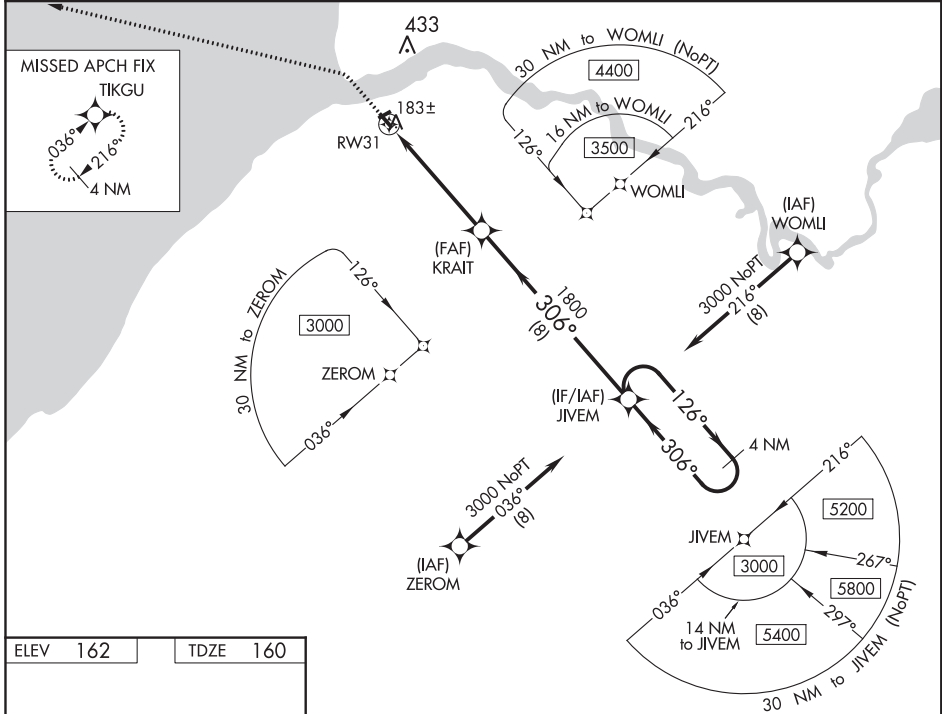 433
MISSED APCH FIX
TIKGU
036°
216°
4 NM
183±
RW31
30 NM to WOMLI (NoPT)
4400
16 NM to WOMLI
3500
126°
216°
WOMLI
(IAF)
WOMLI
3000 NoPT
216°
(8)
(FAF)
KRAIT
1800
306°
(8)
30 NM to ZEROM
126°
3000
ZEROM
036°
(IF/IAF)
JIVEM
126°
306°
4 NM
3000 NoPT
036°
(8)
(IAF)
ZEROM
216°
5200
JIVEM
3000
267°
5800
036°
297°
14 NM
to JIVEM
5400
30 NM to JIVEM (NoPT)
ELEV 162
TDZE 160